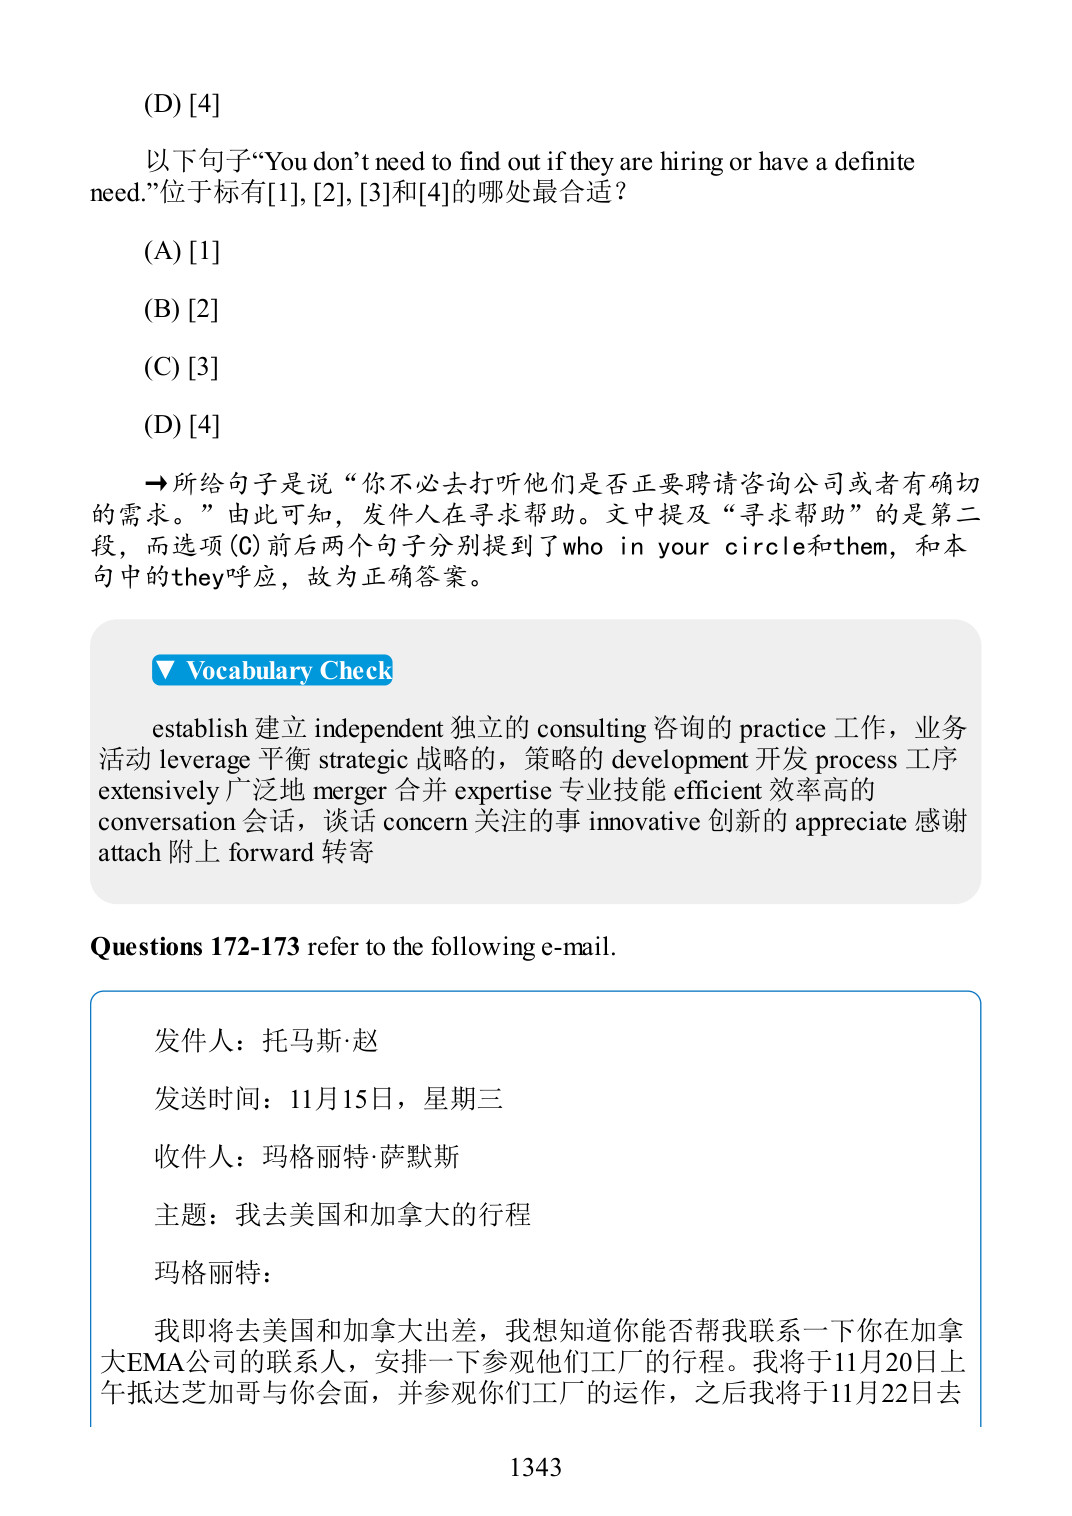 (D) [4]
以下句子“You don’t need to find out if they are hiring or have a definite
need.”位于标有[1], [2], [3]和[4]的哪处最合适？
(A) [1]
(B) [2]
(C) [3]
(D) [4]
→所给句子是说“你不必去打听他们是否正要聘请咨询公司或者有确切
的需求。”由此可知，发件人在寻求帮助。文中提及“寻求帮助”的是第二
段，而选项(C)前后两个句子分别提到了who in your circle和them，和本
句中的they呼应，故为正确答案。
▼ Vocabulary Check
establish 建立 independent 独立的 consulting 咨询的 practice 工作，业务
活动 leverage 平衡 strategic 战略的，策略的 development 开发 process 工序
extensively 广泛地 merger 合并 expertise 专业技能 efficient 效率高的
conversation 会话，谈话 concern 关注的事 innovative 创新的 appreciate 感谢
attach 附上 forward 转寄
Questions 172-173 refer to the following e-mail.
发件人：托马斯·赵
发送时间：11月15日，星期三
收件人：玛格丽特·萨默斯
主题：我去美国和加拿大的行程
玛格丽特：
我即将去美国和加拿大出差，我想知道你能否帮我联系一下你在加拿
大EMA公司的联系人，安排一下参观他们工厂的行程。我将于11月20日上
午抵达芝加哥与你会面，并参观你们工厂的运作，之后我将于11月22日去
1343